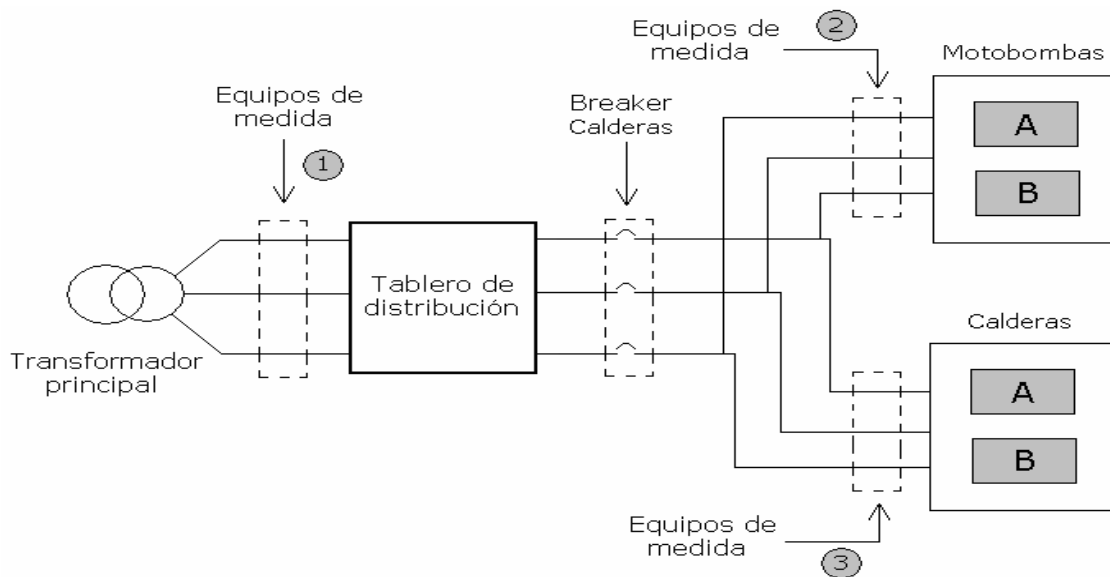 Equipos de
medida
2
Motobombas
A
B
Equipos de
medida
1
Breaker
Calderas
Tablero de
distribución
Transformador
principal
Calderas
A
B
Equipos de
medida
3